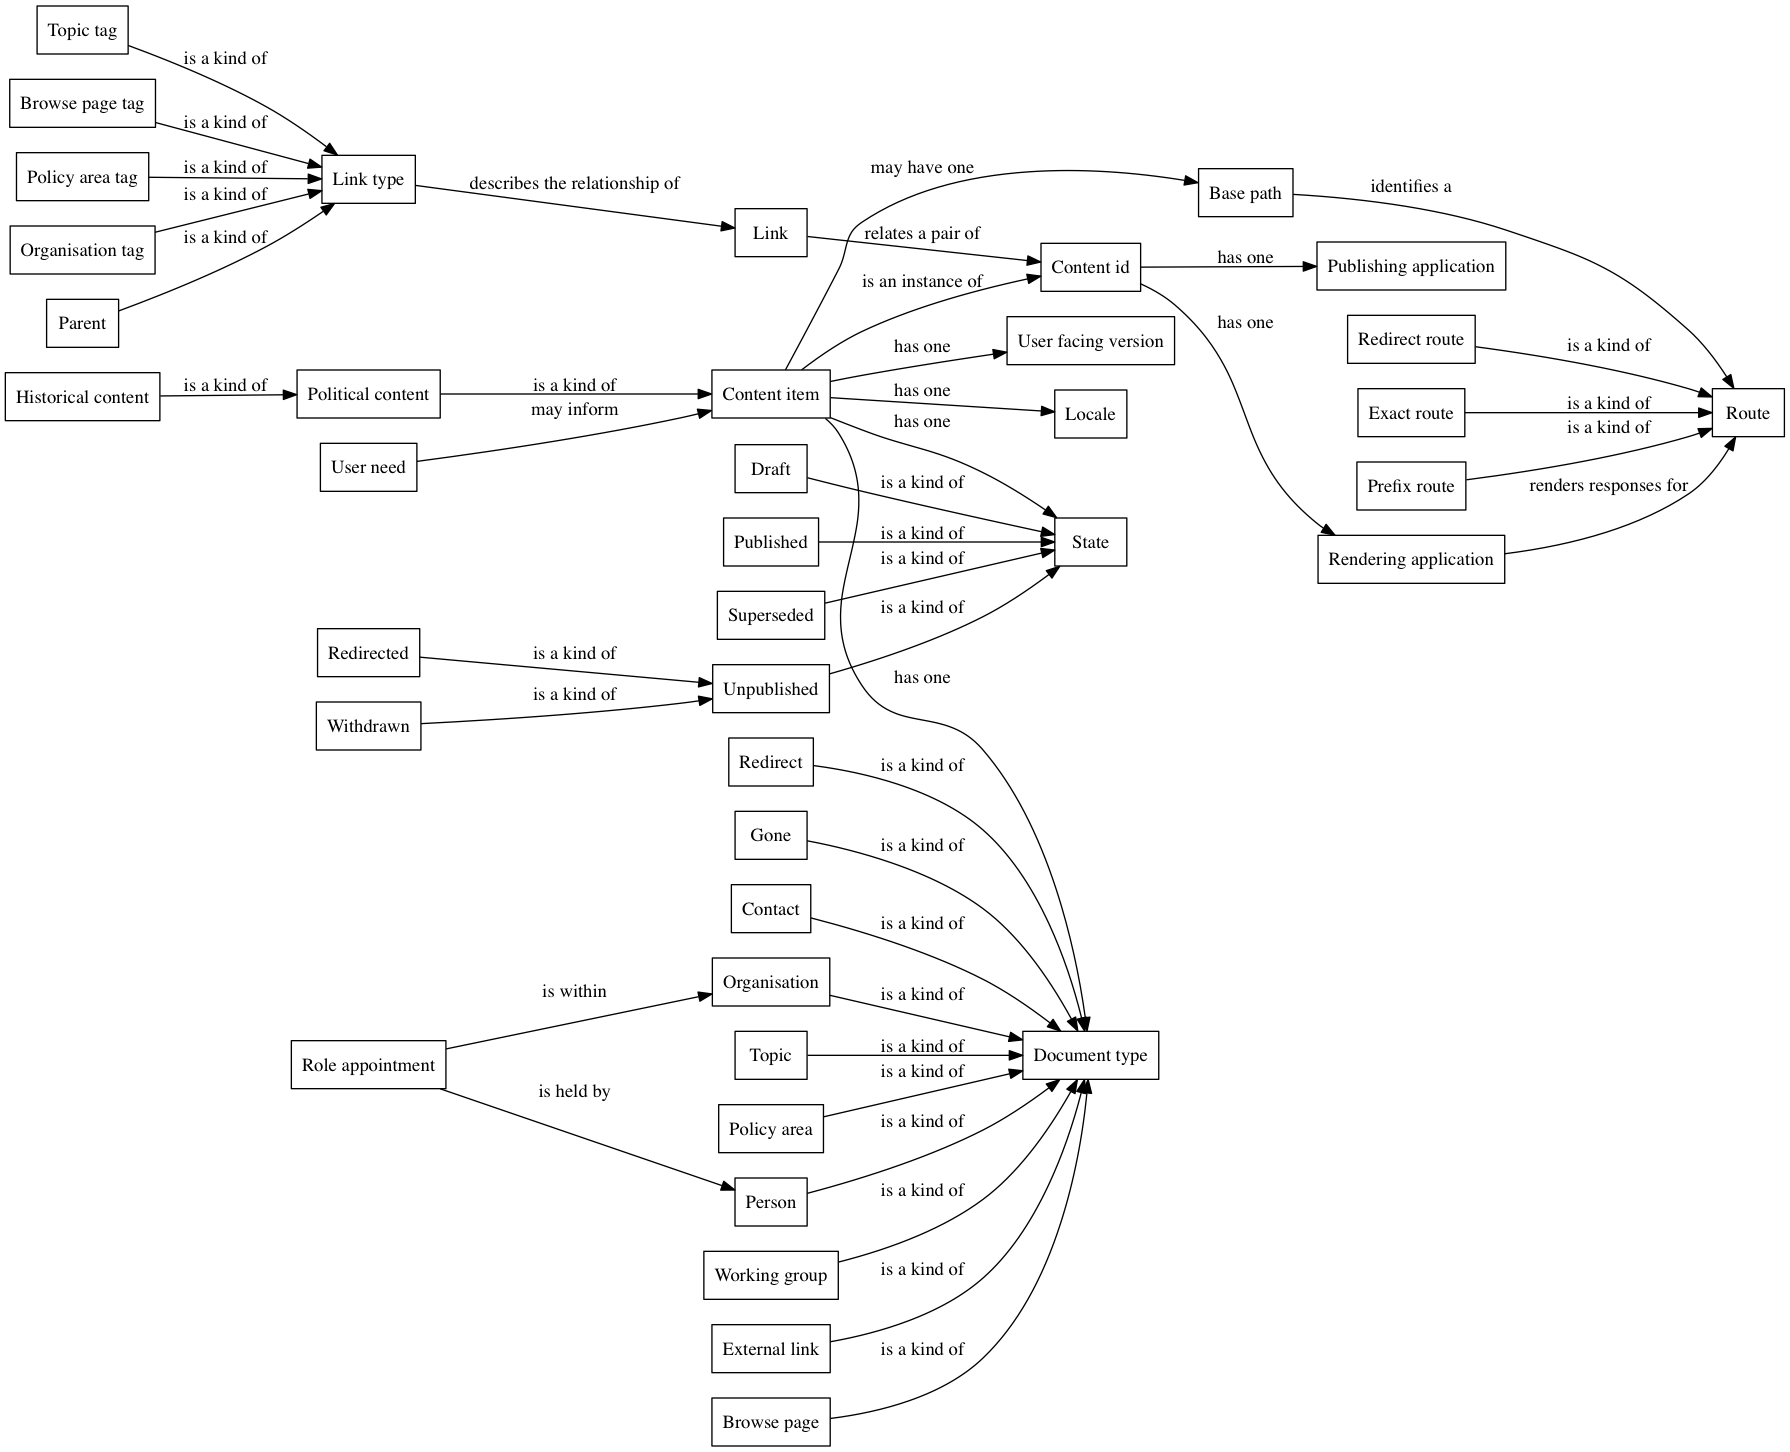 Topic tag
is a kind of
Browse page tag
is a kind of
Policy area tag
is a kind of
Link type
describes the relationship of
may have one
Base path
identifies a
is a kind of
Organisation tag
is a kind of
Link
relates a pair of
Content id
has one
Publishing application
is an instance of
Parent
has one
User facing version
has one
Redirect route
is a kind of
Historical content
is a kind of
Political content
is a kind of
may inform
Content item
has one
has one
Locale
Exact route
is a kind of
is a kind of
Route
User need
Draft
is a kind of
Prefix route
renders responses for
Published
is a kind of
is a kind of
State
Rendering application
Superseded
is a kind of
Redirected
is a kind of
Unpublished
has one
is a kind of
Withdrawn
Redirect
is a kind of
Gone
is a kind of
Contact
is a kind of
is within
Organisation
is a kind of
Role appointment
Topic
is a kind of
is a kind of
Document type
is held by
Policy area
is a kind of
Person
is a kind of
Working group
is a kind of
External link
is a kind of
Browse page